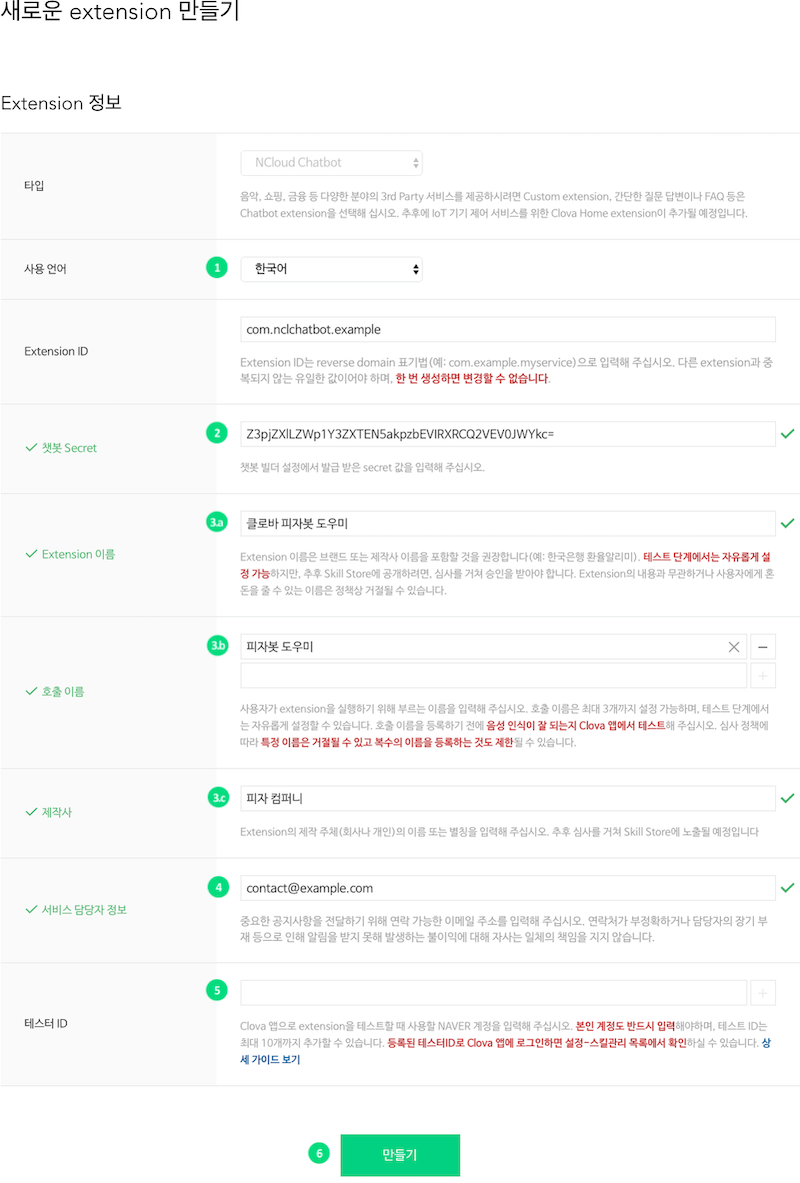 새로운 extension 만들기
Extension 정보
타입
NCloud Chatbot
음악, 쇼핑, 금융 등 다양한 분야의 3rd Party 서비스를 제공하시려면 Custom extension, 간단한 질문 답변이나 FAQ 등은
Chatbot extension을 선택해 십시오. 추후에 IoT 기기 제어 서비스를 위한 Clova Home extension이 추가될 예정입니다.
사용 언어
1
한국어
Extension ID
com.nclchatbot.example
Extension ID는 reverse domain 표기법(예: com.example.myservice)으로 입력해 주십시오. 다른 extension과 중
복되지 않는 유일한 값이어야 하며, 한 번 생성하면 변경할 수 없습니다.
챗봇 Secret
2
Z3pjZXlLZWp1Y3ZXTEN5akpzbEVIRXRCQ2VEV0JWYkc=
챗봇 빌더 설정에서 발급 받은 secret 값을 입력해 주십시오.
Extension 이름
3.a
클로바 피자봇 도우미
Extension 이름은 브랜드 또는 제작사 이름을 포함할 것을 권장합니다(예: 한국은행 환율알리미). 테스트 단계에서는 자유롭게 설
정 가능하지만, 추후 Skill Store에 공개하려면, 심사를 거쳐 승인을 받아야 합니다. Extension의 내용과 무관하거나 사용자에게 혼
돈을 줄 수 있는 이름은 정책상 거절될 수 있습니다.
호출 이름
3.b
피자봇 도우미
사용자가 extension을 실행하기 위해 부르는 이름을 입력해 주십시오. 호출 이름은 최대 3개까지 설정 가능하며, 테스트 단계에서
는 자유롭게 설정할 수 있습니다. 호출 이름을 등록하기 전에 음성 인식이 잘 되는지 Clova 앱에서 테스트해 주십시오. 심사 정책에
따라 특정 이름은 거절될 수 있고 복수의 이름을 등록하는 것도 제한될 수 있습니다.
제작사
3.c
피자 컴퍼니
Extension의 제작 주체(회사나 개인)의 이름 또는 별칭을 입력해 주십시오. 추후 심사를 거쳐 Skill Store에 노출될 예정입니다
서비스 담당자 정보
4
contact@example.com
중요한 공지사항을 전달하기 위해 연락 가능한 이메일 주소를 입력해 주십시오. 연락처가 부정확하거나 담당자의 장기 부
재 등으로 인해 알림을 받지 못해 발생하는 불이익에 대해 자사는 일체의 책임을 지지 않습니다.
테스터 ID
5
Clova 앱으로 extension을 테스트할 때 사용할 NAVER 계정을 입력해 주십시오. 본인 계정도 반드시 입력해야하며, 테스트 ID는
최대 10개까지 추가할 수 있습니다. 등록된 테스터ID로 Clova 앱에 로그인하면 설정-스킬관리 목록에서 확인하실 수 있습니다. 상
세 가이드 보기
6
만들기